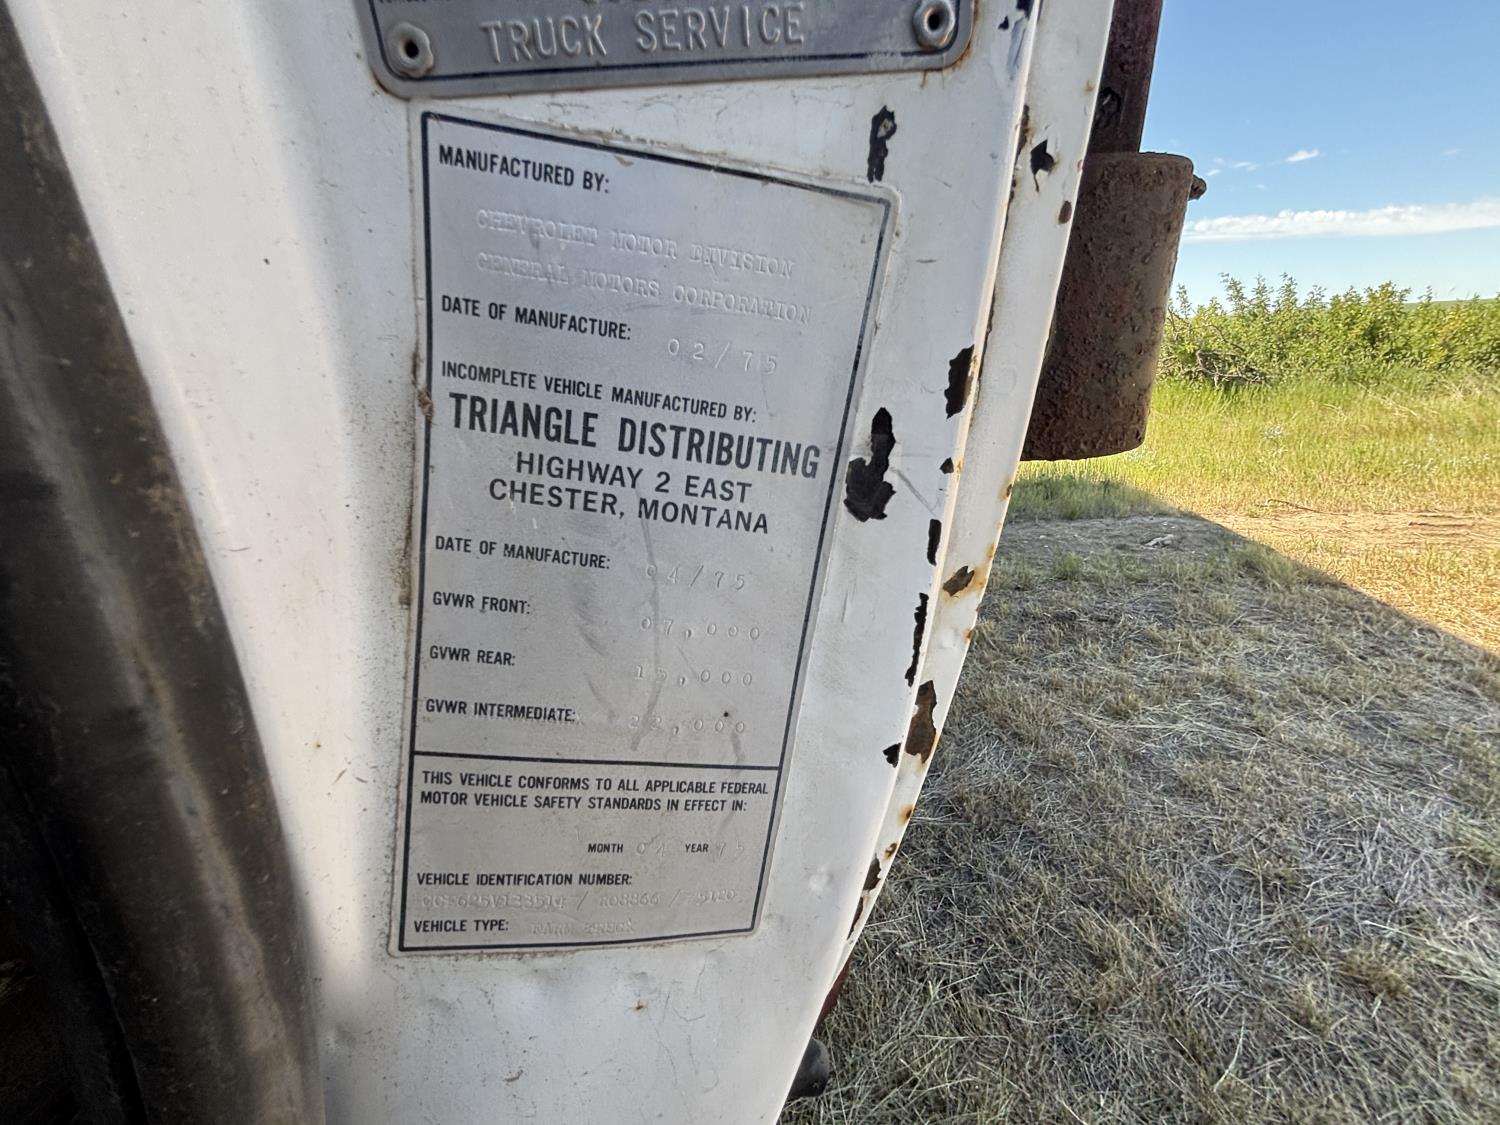 TRUCK SERVICE
MANUFACTURED BY:
CHEVROLET MOTOR DIVISION
GENERAL MOTORS CORPORATION
DATE OF MANUFACTURE: 02/75
INCOMPLETE VEHICLE MANUFACTURED BY:
TRIANGLE DISTRIBUTING
HIGHWAY 2 EAST
CHESTER, MONTANA
DATE OF MANUFACTURE: 04/75
GVWR FRONT: 07,000
GVWR REAR: 15,000
GVWR INTERMEDIATE: 22,000
THIS VEHICLE CONFORMS TO ALL APPLICABLE FEDERAL
MOTOR VEHICLE SAFETY STANDARDS IN EFFECT IN:
MONTH 04 YEAR 75
VEHICLE IDENTIFICATION NUMBER:
VEHICLE TYPE: FARM TRUCK